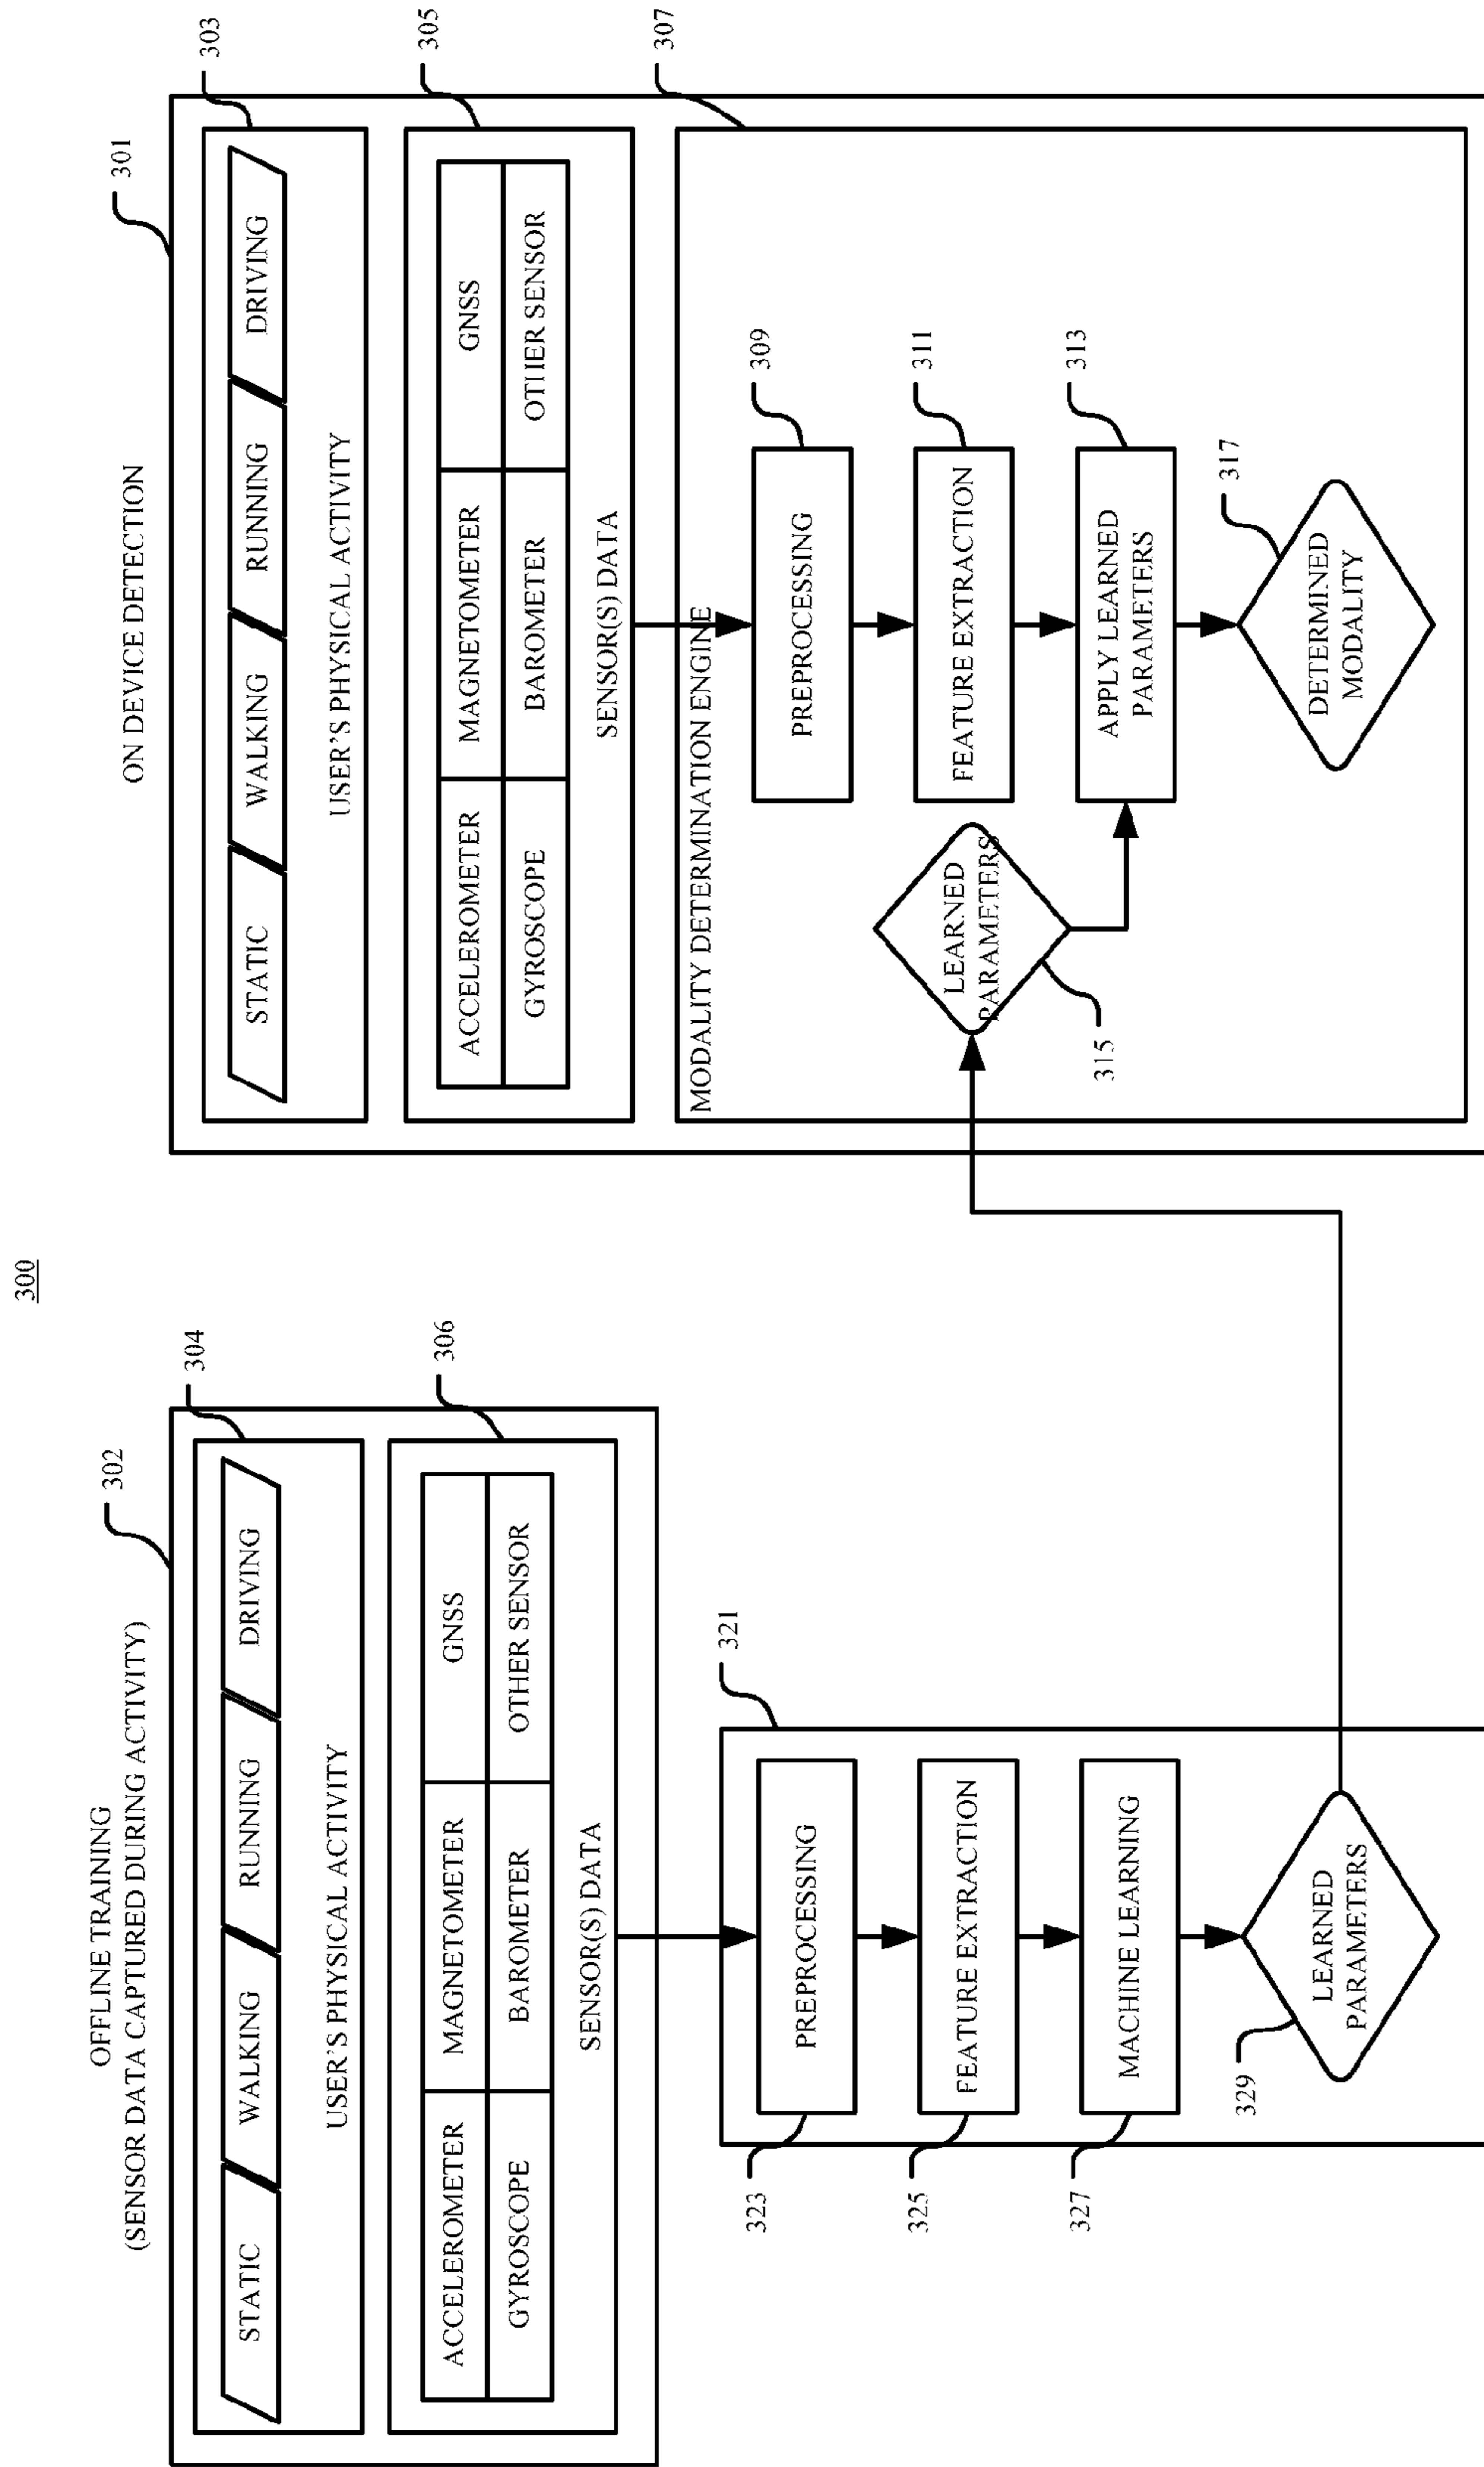 300
OFFLINE TRAINING
(SENSOR DATA CAPTURED DURING ACTIVITY)
302
304
STATIC
WALKING
RUNNING
DRIVING
USER'S PHYSICAL ACTIVITY
306
ACCELEROMETER
MAGNETOMETER
GNSS
GYROSCOPE
BAROMETER
OTHER SENSOR
SENSOR(S) DATA
321
323
PREPROCESSING
325
FEATURE EXTRACTION
327
MACHINE LEARNING
329
LEARNED
PARAMETERS
ON DEVICE DETECTION
301
303
STATIC
WALKING
RUNNING
DRIVING
USER'S PHYSICAL ACTIVITY
305
ACCELEROMETER
MAGNETOMETER
GNSS
GYROSCOPE
BAROMETER
OTHER SENSOR
SENSOR(S) DATA
307
MODALITY DETERMINATION ENGINE
PREPROCESSING
309
FEATURE EXTRACTION
311
LEARNED
PARAMETERS
315
APPLY LEARNED
PARAMETERS
313
DETERMINED
MODALITY
317